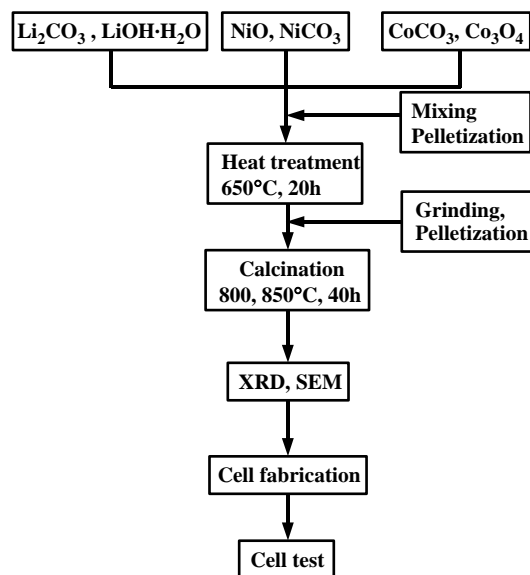 Li₂CO₃ , LiOH·H₂O
NiO, NiCO₃
CoCO₃, Co₃O₄
Mixing
Pelletization
Heat treatment
650°C, 20h
Grinding,
Pelletization
Calcination
800, 850°C, 40h
XRD, SEM
Cell fabrication
Cell test